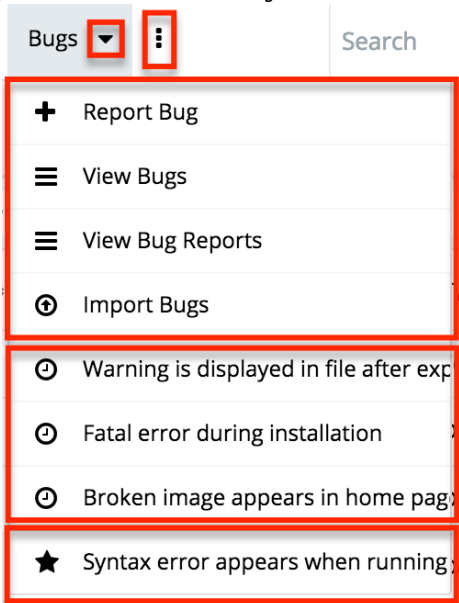 Bugs
Search
Report Bug
View Bugs
View Bug Reports
Import Bugs
Warning is displayed in file after exp
Fatal error during installation
Broken image appears in home pag
Syntax error appears when running